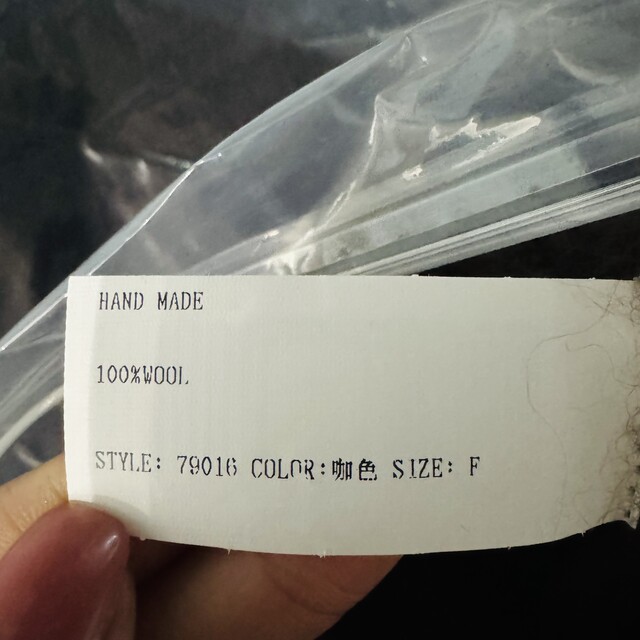 HAND MADE
100%WOOL
STYLE: 79016 COLOR:咖色 SIZE: F